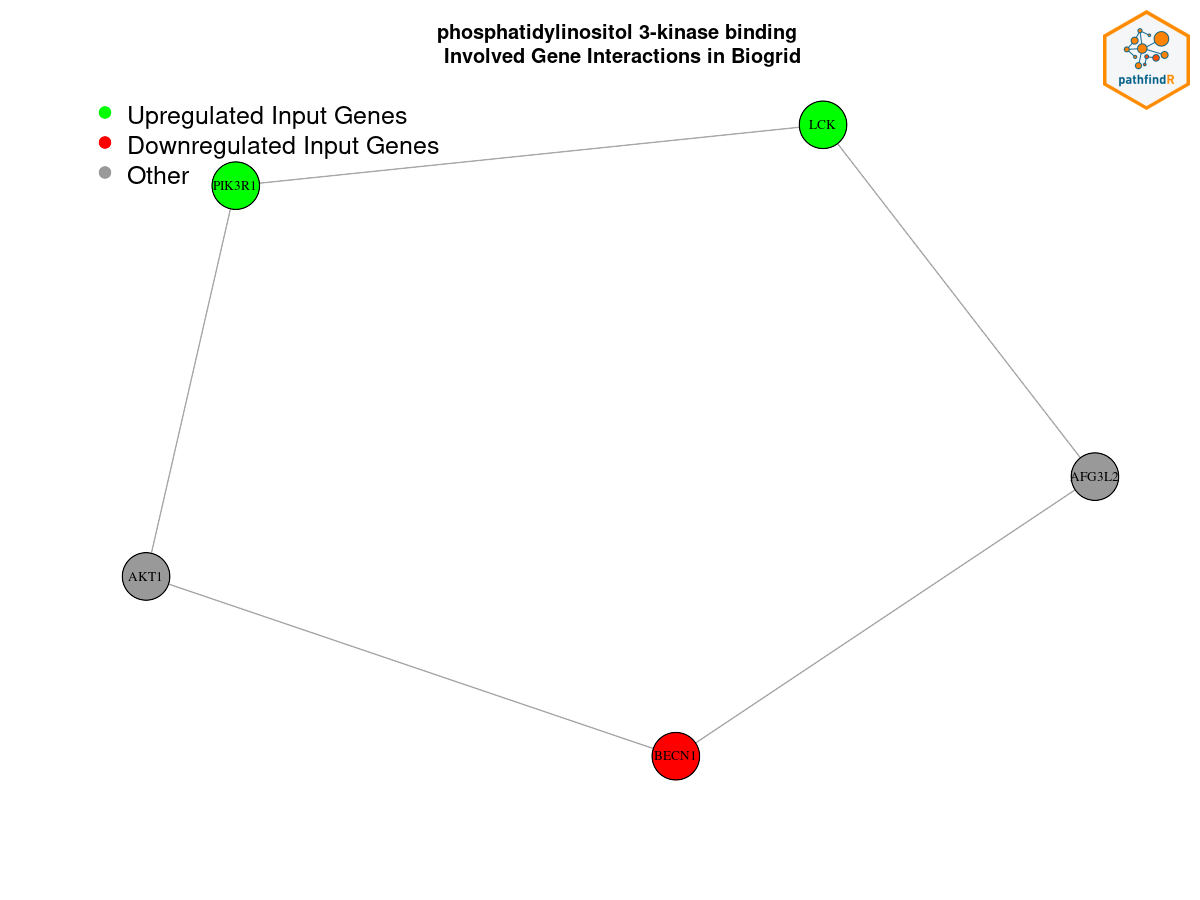 phosphatidylinositol 3-kinase binding
Involved Gene Interactions in Biogrid
pathfindR
Upregulated Input Genes
Downregulated Input Genes
Other
LCK
PIK3R1
AFG3L2
AKT1
BECN1